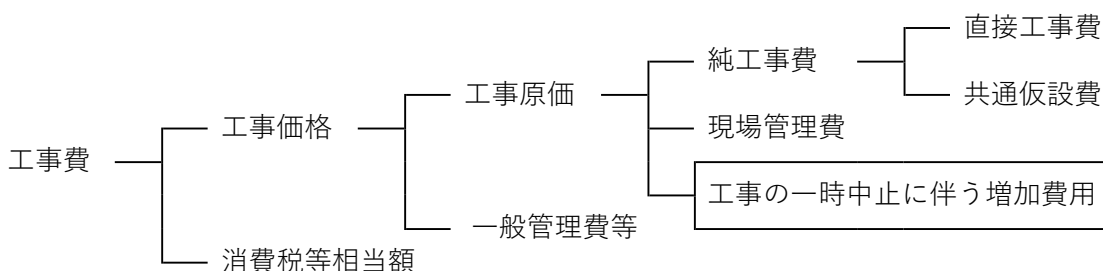 直接工事費
純工事費
共通仮設費
工事原価
現場管理費
工事価格
工事費
工事の一時中止に伴う増加費用
一般管理費等
消費税等相当額